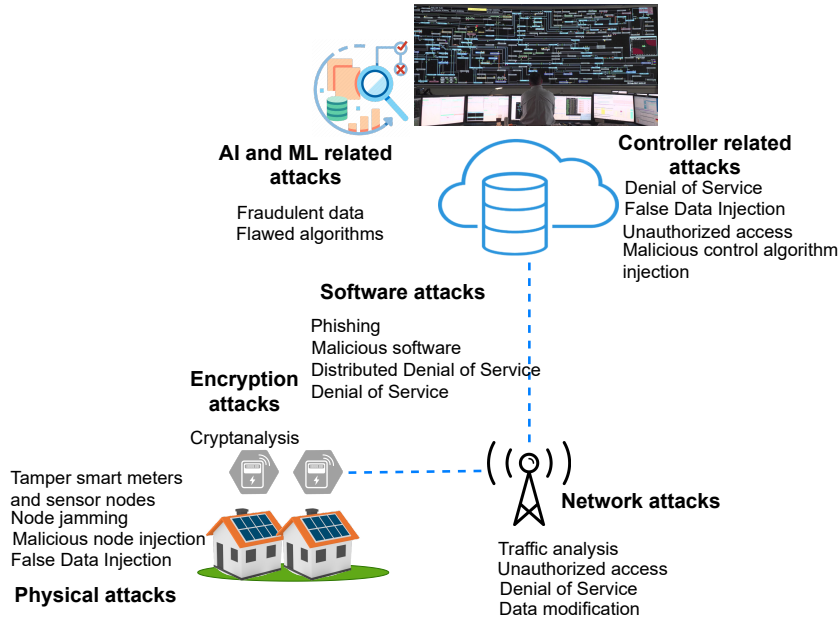 AI and ML related
attacks
Fraudulent data
Flawed algorithms
Controller related
attacks
Denial of Service
False Data Injection
Unauthorized access
Malicious control algorithm
injection
Software attacks
Phishing
Malicious software
Distributed Denial of Service
Denial of Service
Encryption
attacks
Cryptanalysis
Tamper smart meters
and sensor nodes
Node jamming
Malicious node injection
False Data Injection
Physical attacks
Network attacks
Traffic analysis
Unauthorized access
Denial of Service
Data modification